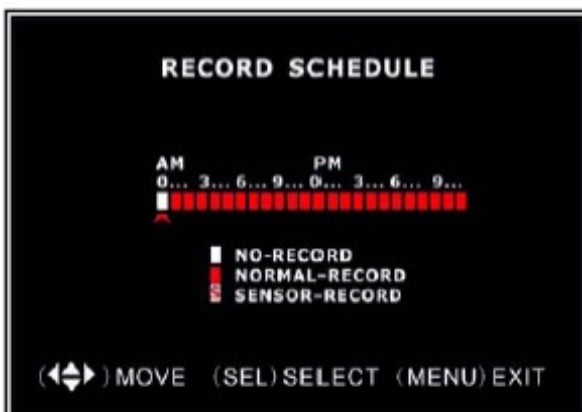 RECORD SCHEDULE
AM PM
0... 3... 6... 9... 0... 3... 6... 9...
NO-RECORD
NORMAL-RECORD
S SENSOR-RECORD
( ) MOVE (SEL) SELECT (MENU) EXIT